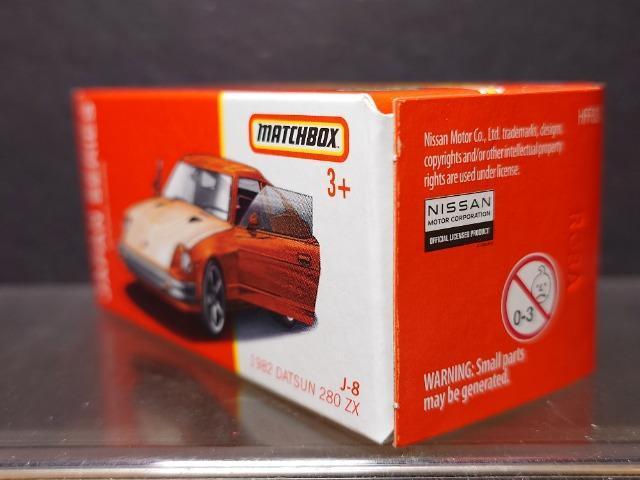 MATCHBOX
3+
J-8
1982 DATSUN 280 ZX
Nissan Motor Co., Ltd. trademarks, designs,
copyrights and/or other intellectual property
rights are used under license.
NISSAN
MOTOR CORPORATION
OFFICIAL LICENSED PRODUCT
0-3
WARNING: Small parts
may be generated.